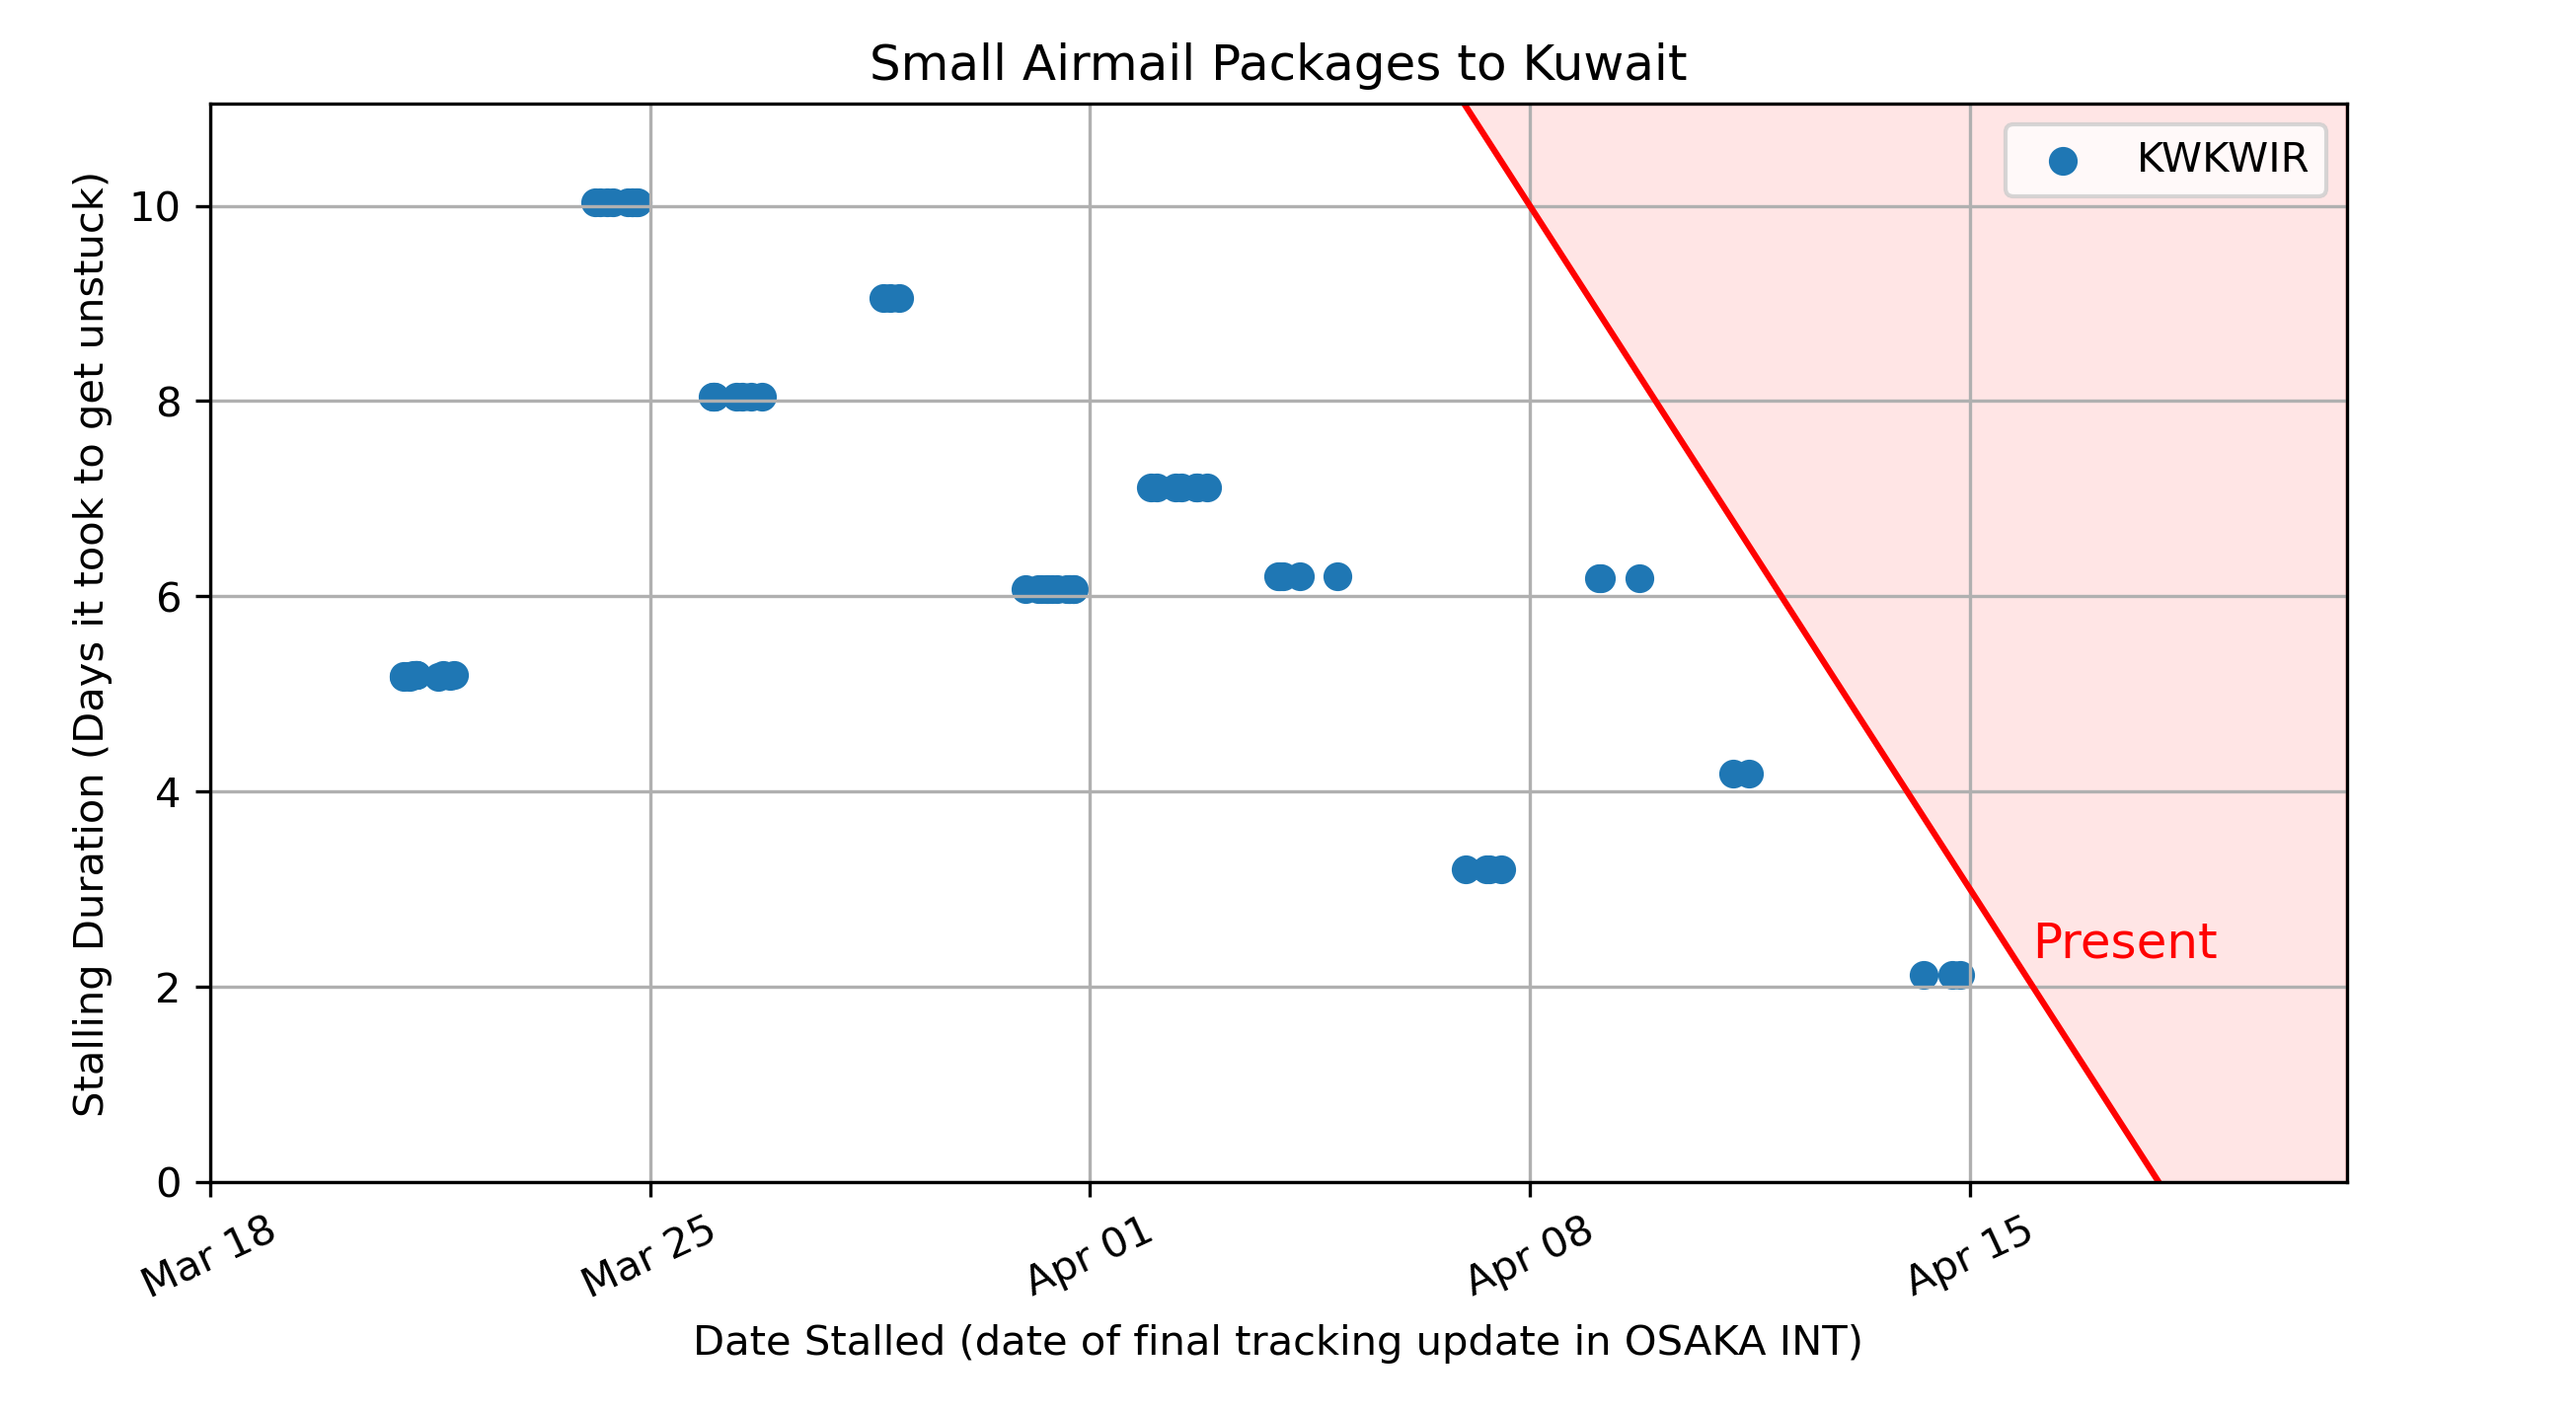 Small Airmail Packages to Kuwait
KWKWIR
Stalling Duration (Days it took to get unstuck)
10
8
6
4
2
0
Present
Mar 18
Mar 25
Apr 01
Apr 08
Apr 15
Date Stalled (date of final tracking update in OSAKA INT)